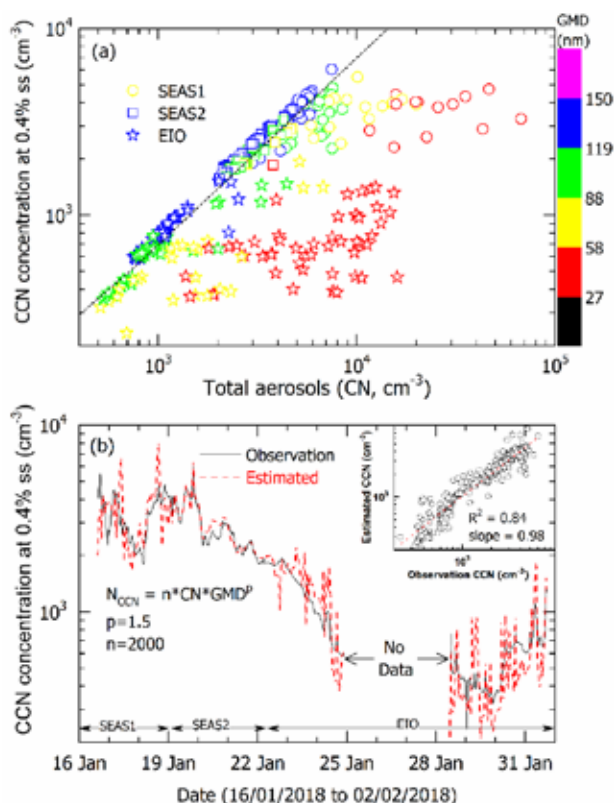 (a)
GMD
(nm)
10⁴
10³
CCN concentration at 0.4% ss (cm⁻³)
SEAS1
SEAS2
EIO
150
119
88
58
27
10³ 10⁴ 10⁵
Total aerosols (CN, cm⁻³)
(b)
10⁴
10³
CCN concentration at 0.4% ss (cm⁻³)
Observation
Estimated
Estimated CCN (cm⁻³)
10³
R² = 0.84
slope = 0.98
10³
Observation CCN (cm⁻³)
N_CCN = n*CN*GMD^p
p=1.5
n=2000
No
Data
SEAS1 SEAS2 EIO
16 Jan 19 Jan 22 Jan 25 Jan 28 Jan 31 Jan
Date (16/01/2018 to 02/02/2018)